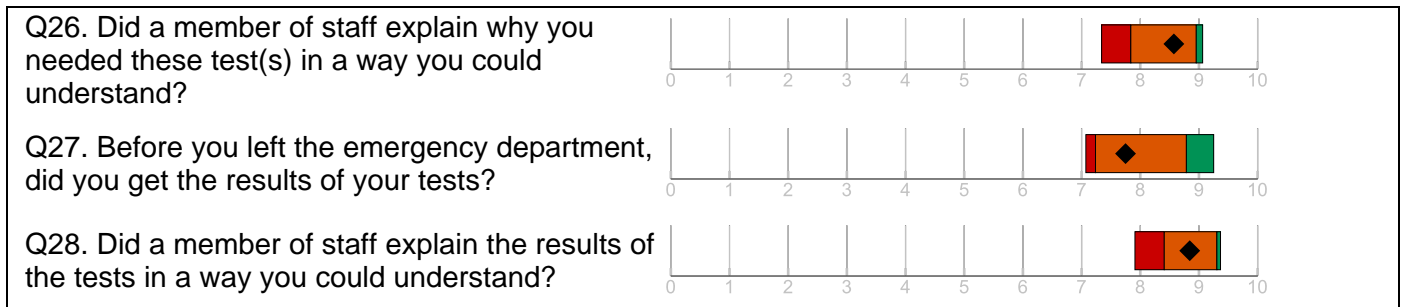 Q26. Did a member of staff explain why you
needed these test(s) in a way you could
understand?
0 1 2 3 4 5 6 7 8 9 10
Q27. Before you left the emergency department,
did you get the results of your tests?
0 1 2 3 4 5 6 7 8 9 10
Q28. Did a member of staff explain the results of
the tests in a way you could understand?
0 1 2 3 4 5 6 7 8 9 10